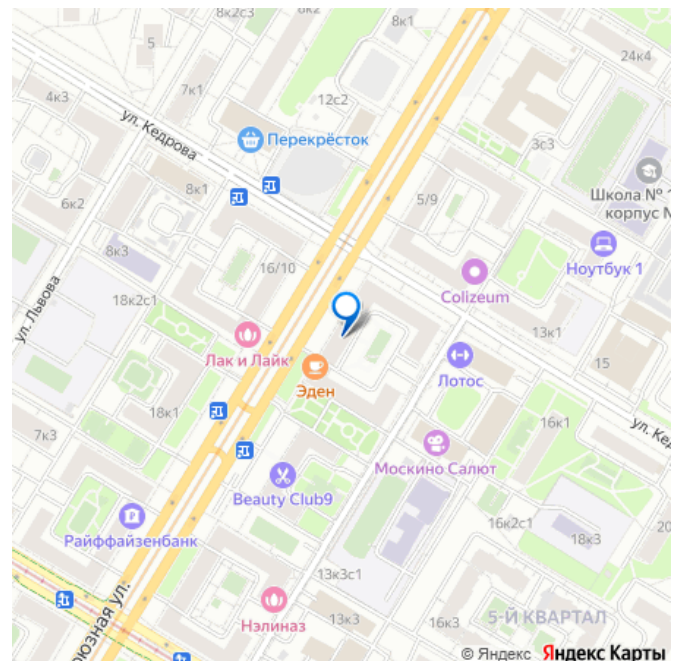 8к2с3
8к1
5
24к4
7к1
12с2
4к3
ул. Кедрова
Перекрёсток
3с3
Школа № 1
корпус №
8к1
5/9
6к2
8к3
16/10
Ноутбук 1
Colizeum
ул. Львова
18к2с1
13к1
Лак и Лайк
15
Эден
Лотос
18к1
16к1
ул. Ке
7к3
Москино Салют
Beauty Club9
Райффайзенбанк
16к2с1
18к3
20
13к3с1
Нэлиназ
13к3
16к3
5-Й КВАРТАЛ
юзная ул.
© Яндекс Яндекс Карты